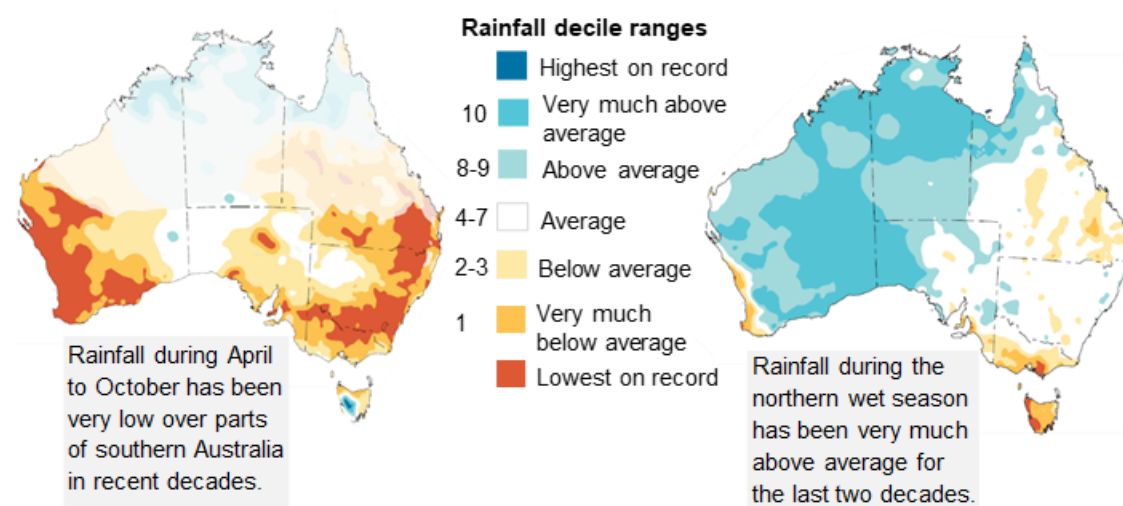 Rainfall decile ranges
Highest on record
10 Very much above
average
8-9 Above average
4-7 Average
2-3 Below average
1 Very much
below average
Lowest on record
Rainfall during April
to October has been
very low over parts
of southern Australia
in recent decades.
Rainfall during the
northern wet season
has been very much
above average for
the last two decades.